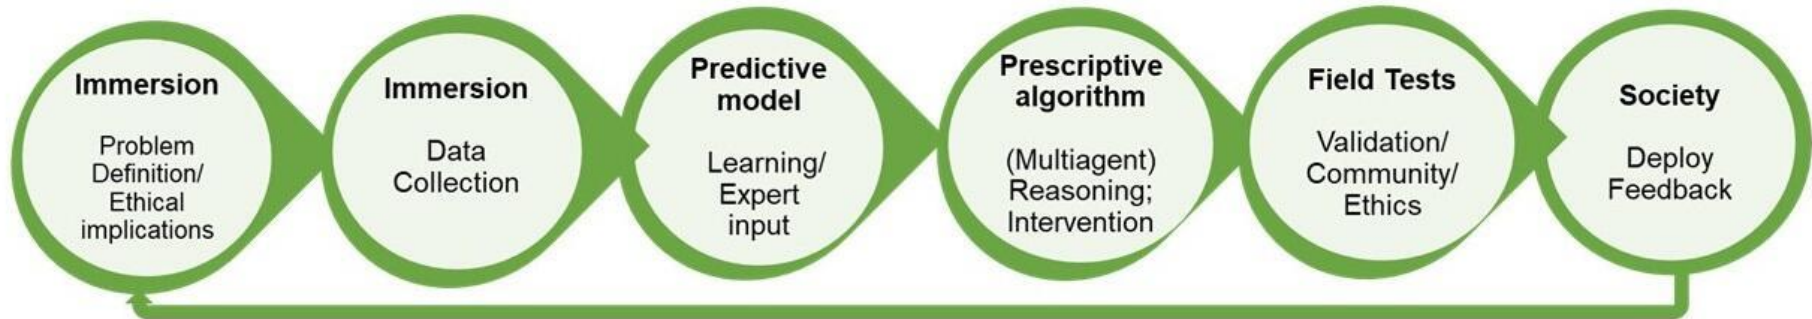 Immersion
Problem
Definition/
Ethical
implications
Immersion
Data
Collection
Predictive
model
Learning/
Expert
input
Prescriptive
algorithm
(Multiagent)
Reasoning;
Intervention
Field Tests
Validation/
Community/
Ethics
Society
Deploy
Feedback